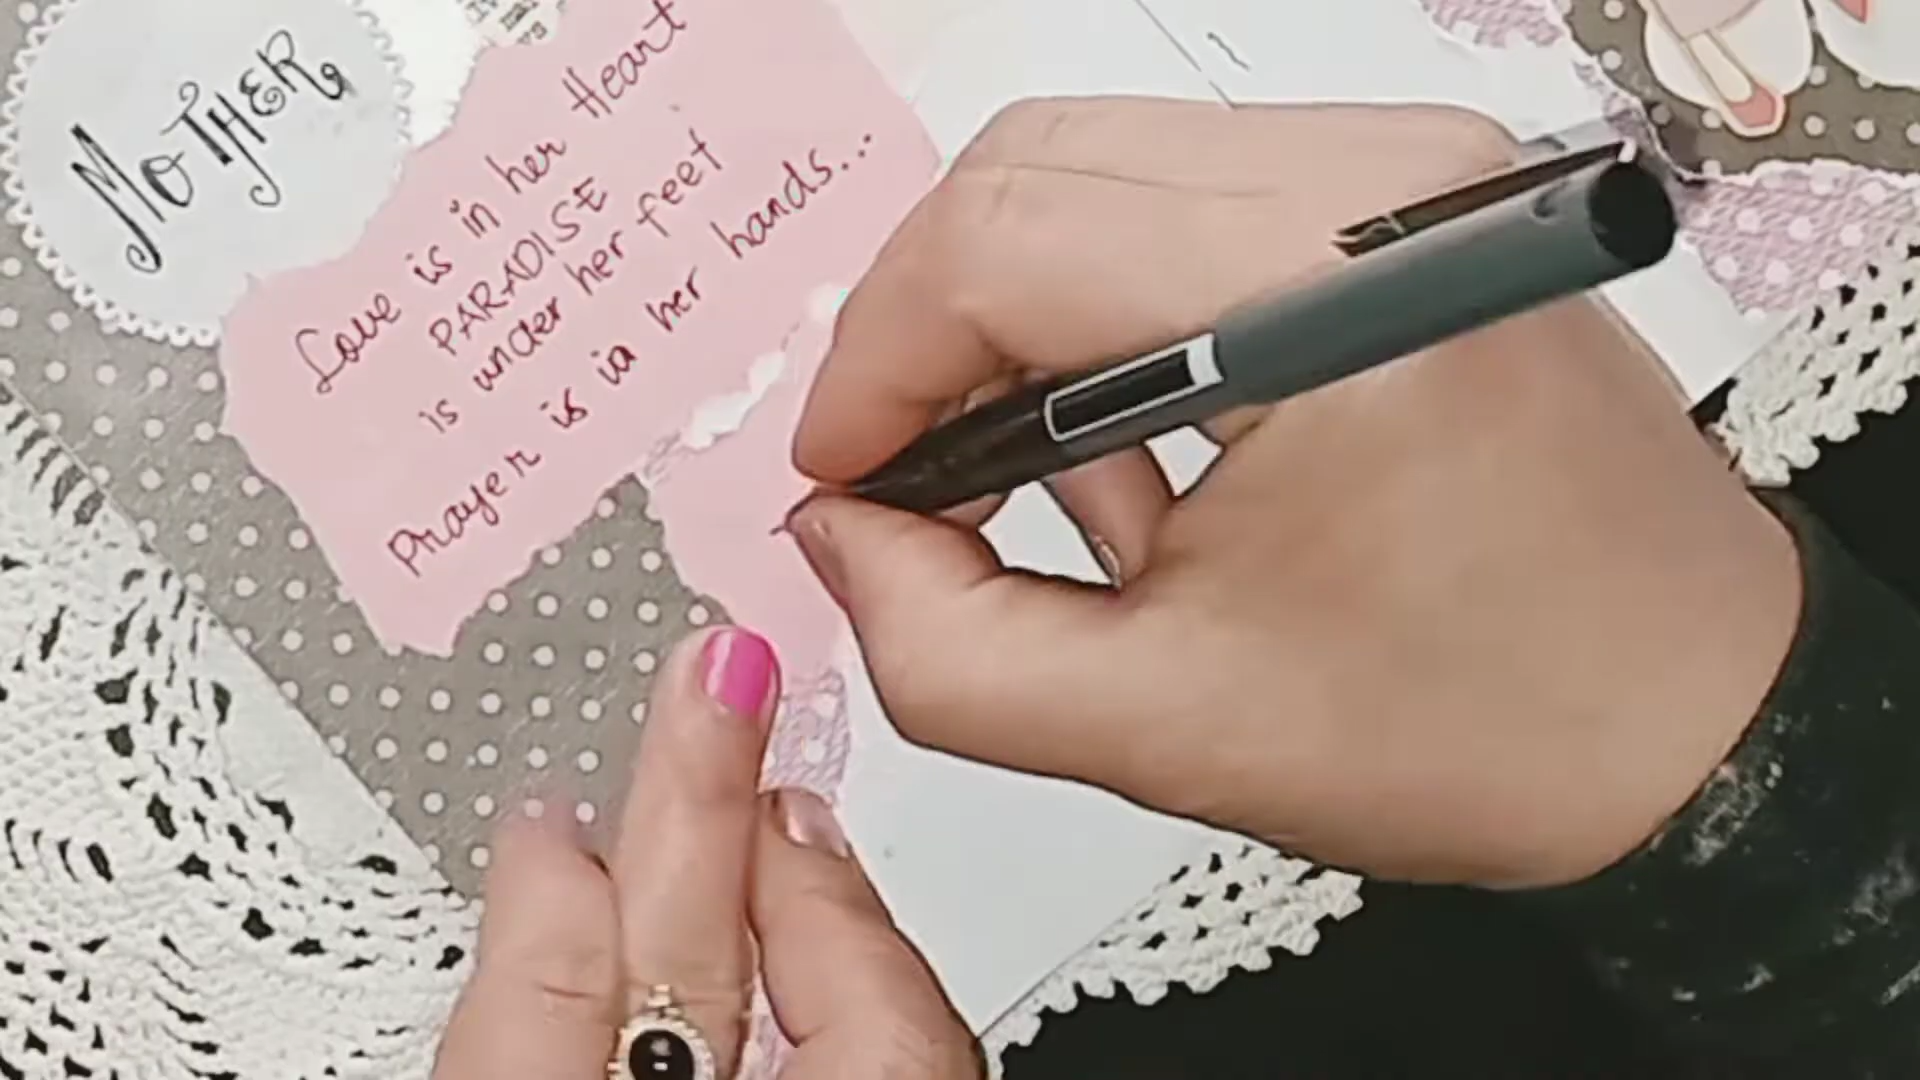 MOTHER
Love is in her Heart
PARADISE
is under her feet
Prayer is in her hands...